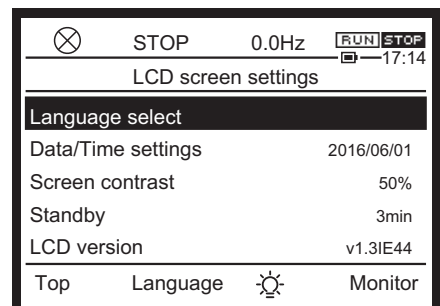 STOP 0.0Hz RUN STOP
17:14
LCD screen settings
Language select
Data/Time settings 2016/06/01
Screen contrast 50%
Standby 3min
LCD version v1.3IE44
Top Language Monitor